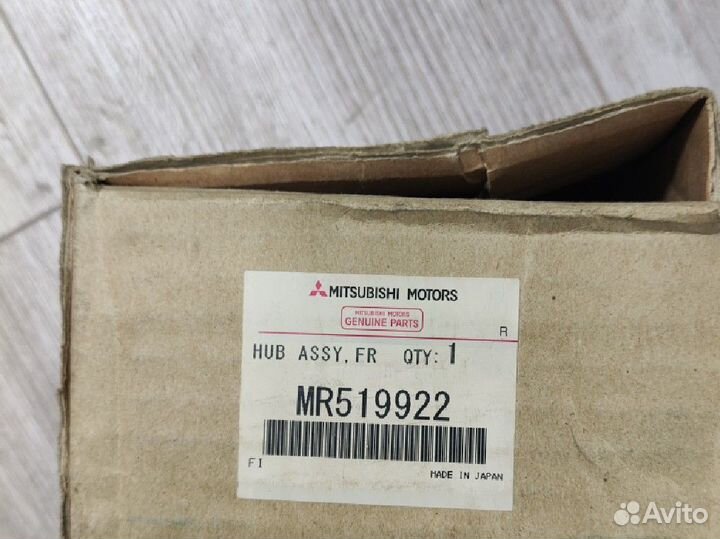 MITSUBISHI MOTORS
MITSUBISHI MOTORS
GENUINE PARTS
R
HUB ASSY, FR QTY: 1
MR519922
FI
MADE IN JAPAN
Avito